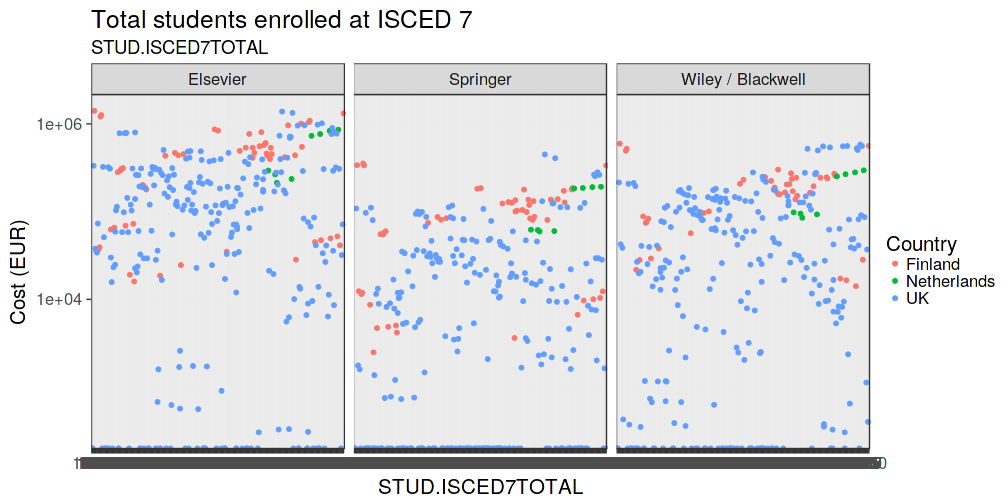 Total students enrolled at ISCED 7
STUD.ISCED7TOTAL
Elsevier
Springer
Wiley / Blackwell
1e+06
1e+04
Cost (EUR)
STUD.ISCED7TOTAL
Country
Finland
Netherlands
UK